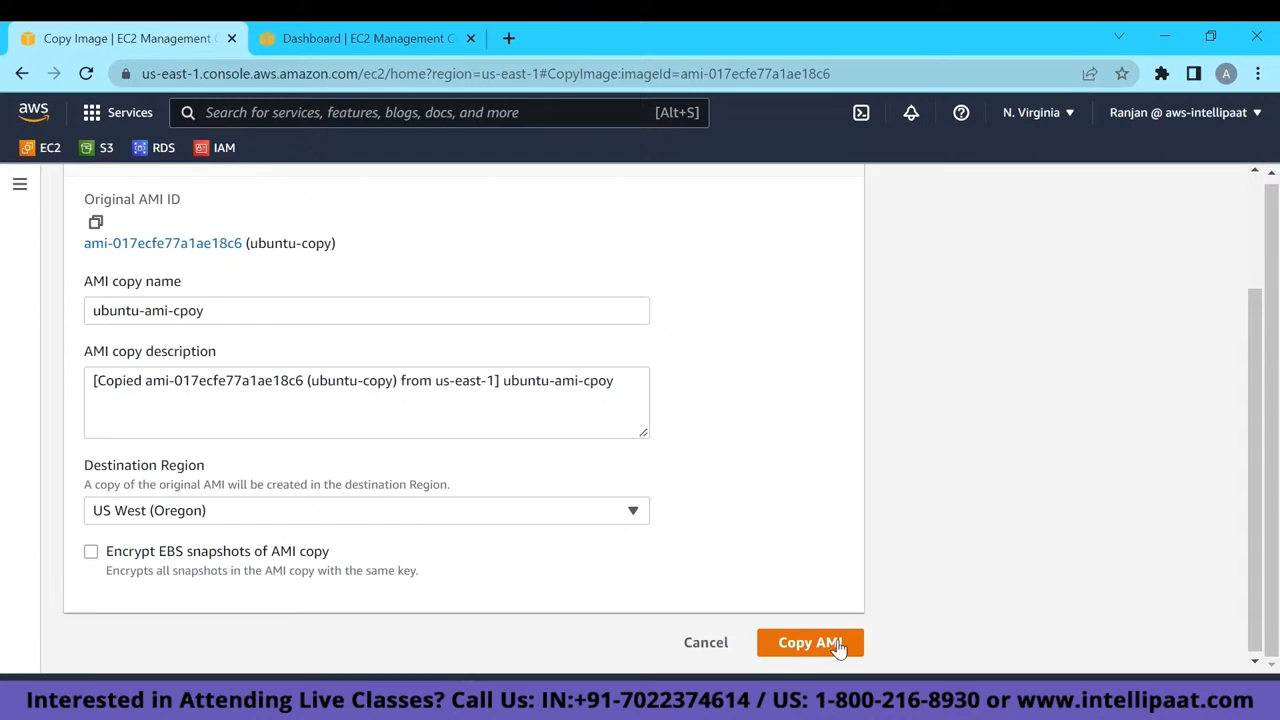 Copy Image | EC2 Management C
Dashboard | EC2 Management C
us-east-1.console.aws.amazon.com/ec2/home?region=us-east-1#CopyImage:imageId=ami-017ecfe77a1ae18c6
A
aws
Services
Search for services, features, blogs, docs, and more
[Alt+S]
N. Virginia
Ranjan @ aws-intellipaat
EC2
S3
RDS
IAM
Original AMI ID
ami-017ecfe77a1ae18c6 (ubuntu-copy)
AMI copy name
ubuntu-ami-cpoy
AMI copy description
[Copied ami-017ecfe77a1ae18c6 (ubuntu-copy) from us-east-1] ubuntu-ami-cpoy
Destination Region
A copy of the original AMI will be created in the destination Region.
US West (Oregon)
Encrypt EBS snapshots of AMI copy
Encrypts all snapshots in the AMI copy with the same key.
Cancel
Copy AMI
Interested in Attending Live Classes? Call Us: IN:+91-7022374614 / US: 1-800-216-8930 or www.intellipaat.com